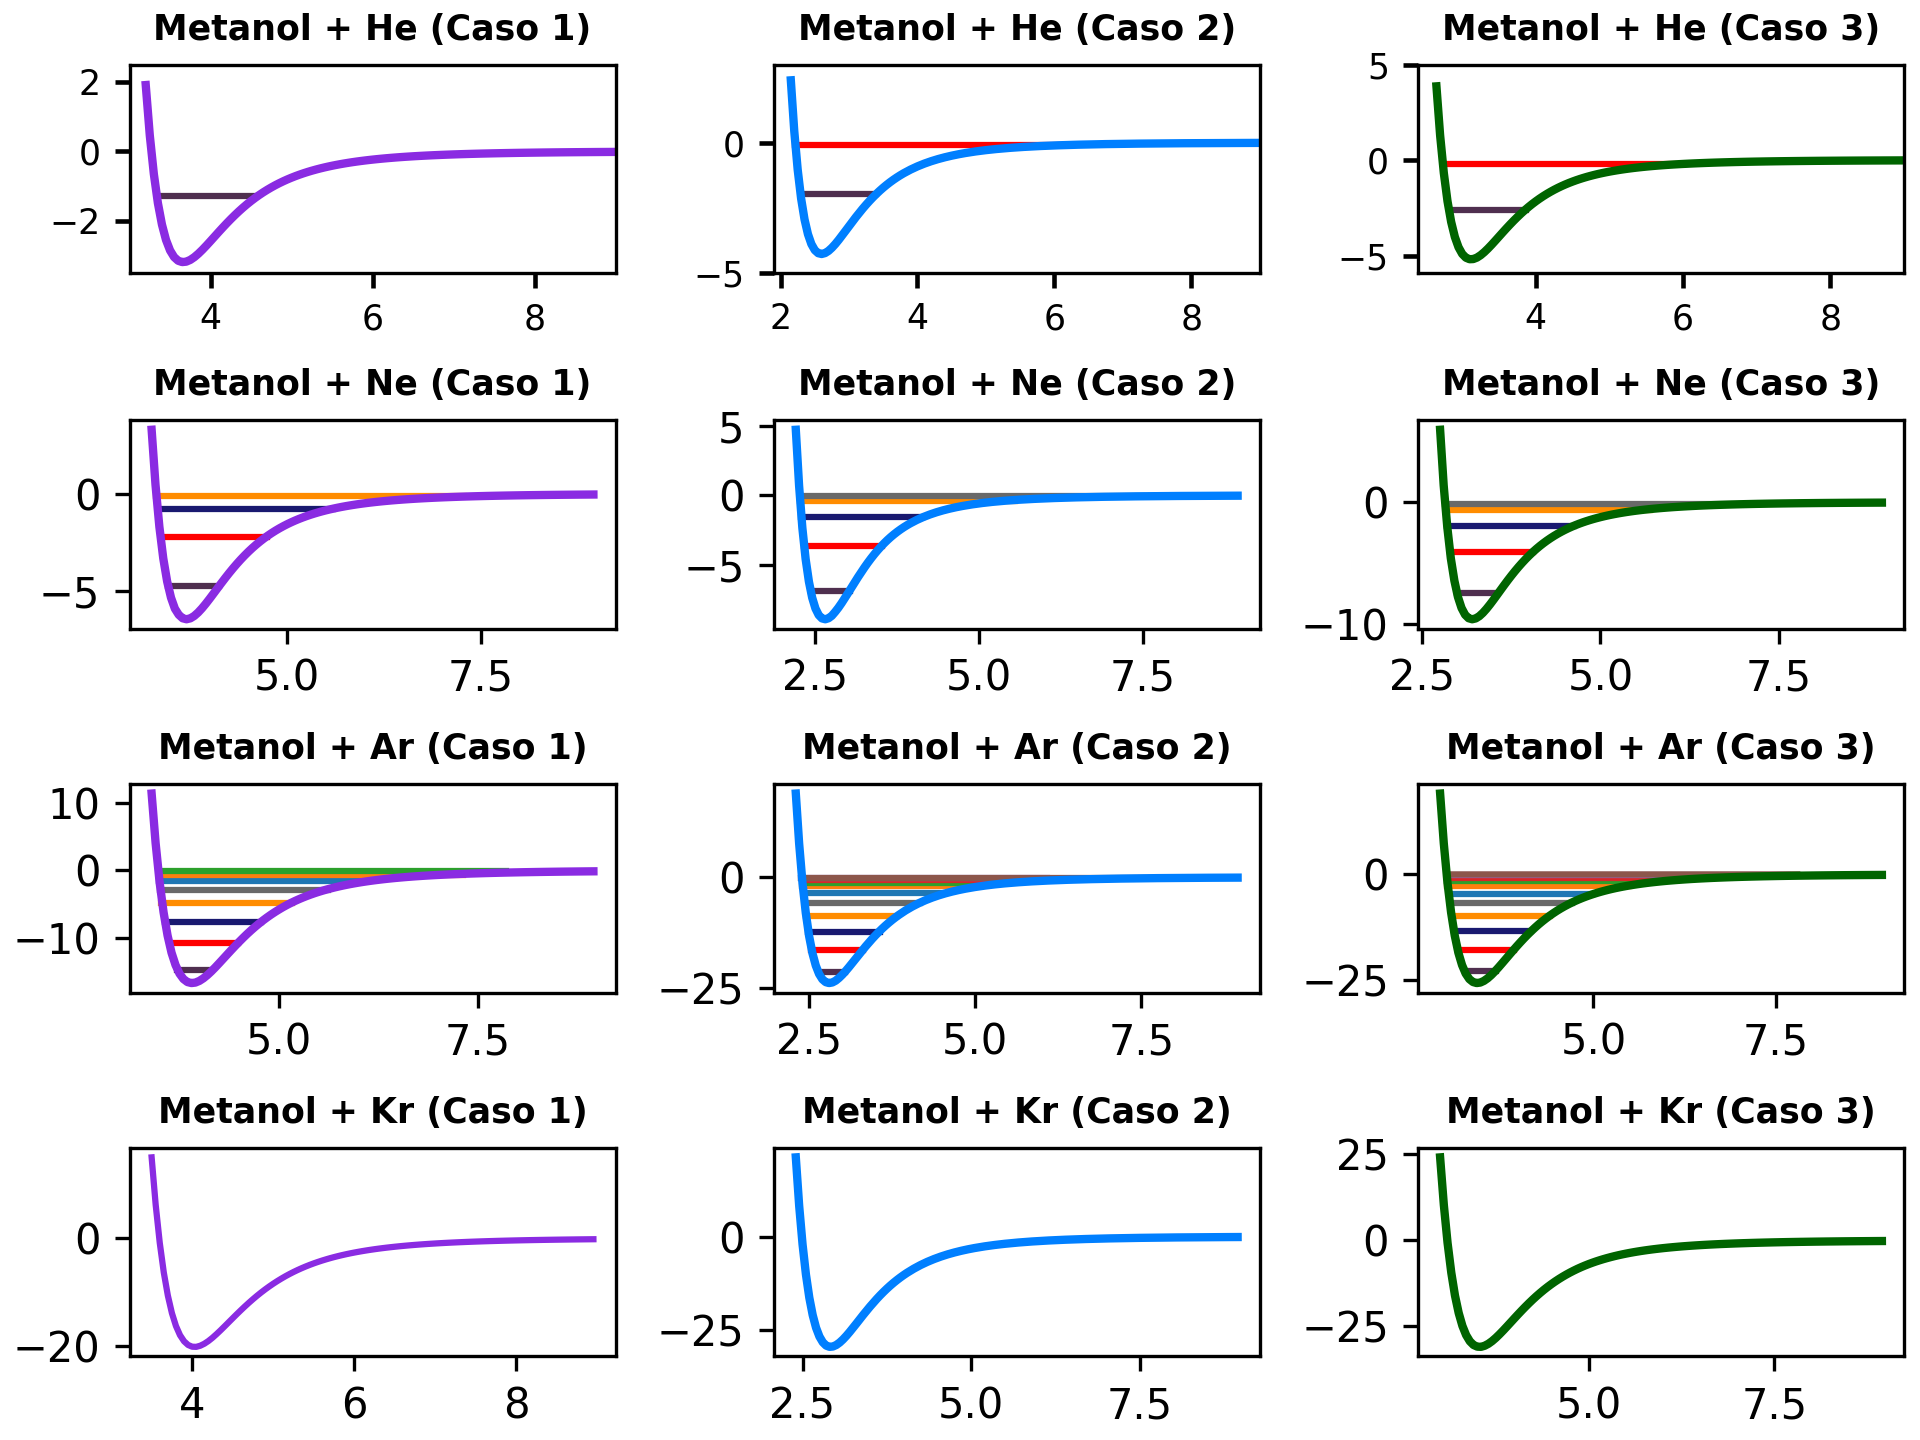 Metanol + He (Caso 1)
2
0
−2
4 6 8
Metanol + He (Caso 2)
0
−5
2 4 6 8
Metanol + He (Caso 3)
5
0
−5
4 6 8
Metanol + Ne (Caso 1)
0
−5
5.0 7.5
Metanol + Ne (Caso 2)
5
0
−5
2.5 5.0 7.5
Metanol + Ne (Caso 3)
0
−10
2.5 5.0 7.5
Metanol + Ar (Caso 1)
10
0
−10
5.0 7.5
Metanol + Ar (Caso 2)
0
−25
2.5 5.0 7.5
Metanol + Ar (Caso 3)
0
−25
5.0 7.5
Metanol + Kr (Caso 1)
0
−20
4 6 8
Metanol + Kr (Caso 2)
0
−25
2.5 5.0 7.5
Metanol + Kr (Caso 3)
25
0
−25
5.0 7.5